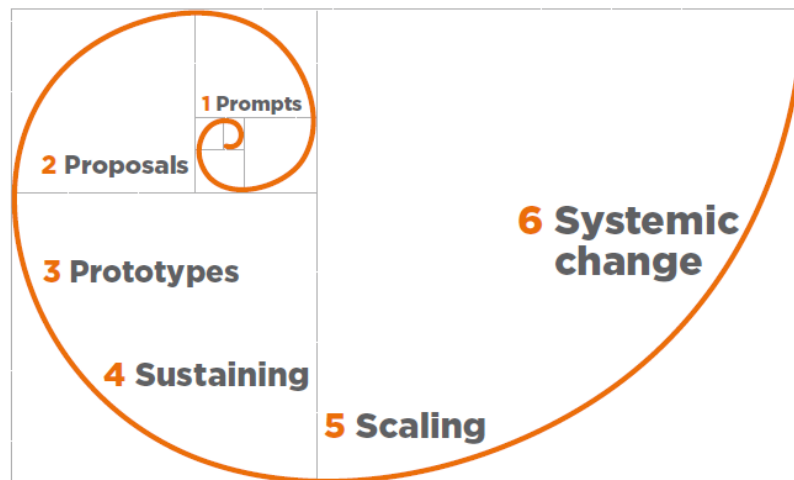 1 Prompts
2 Proposals
3 Prototypes
4 Sustaining
5 Scaling
6 Systemic
change